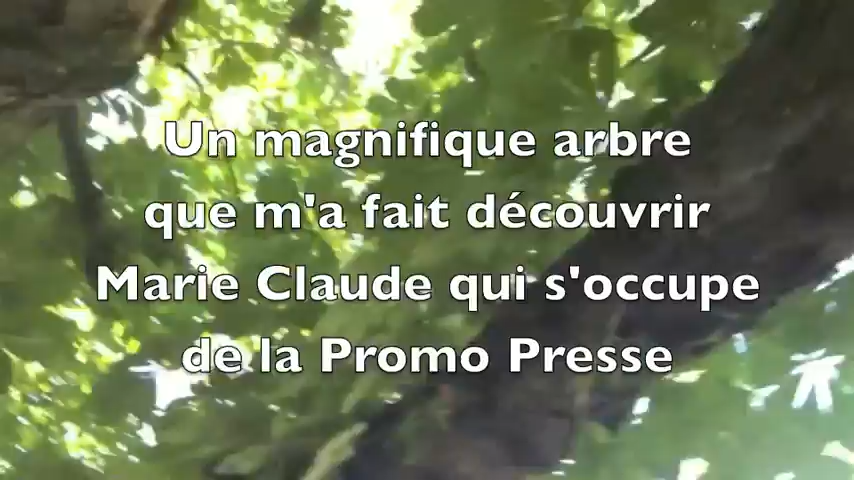 Un magnifique arbre
que m'a fait découvrir
Marie Claude qui s'occupe
de la Promo Presse